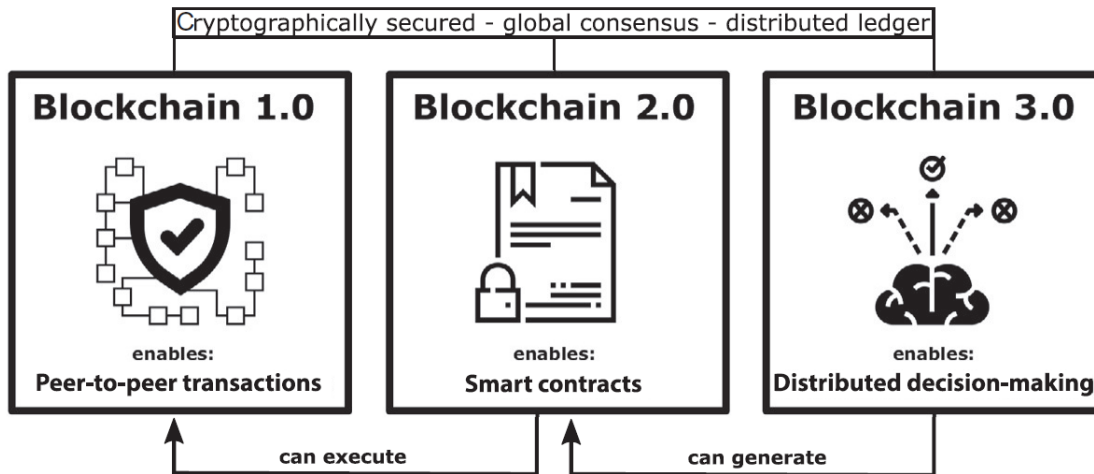 Cryptographically secured - global consensus - distributed ledger
Blockchain 1.0
enables:
Peer-to-peer transactions
Blockchain 2.0
enables:
Smart contracts
Blockchain 3.0
enables:
Distributed decision-making
can execute
can generate